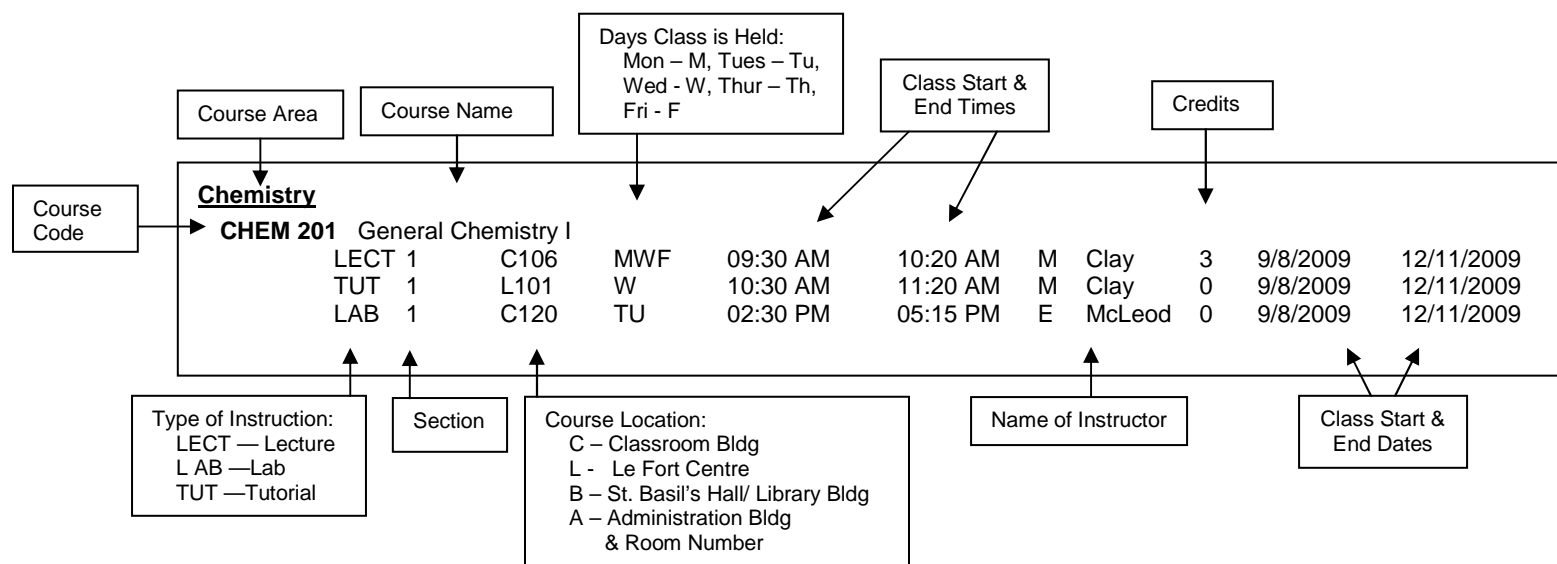 Days Class is Held:
Mon – M, Tues – Tu,
Wed - W, Thur – Th,
Fri - F
Class Start &
End Times
Credits
Course Area
Course Name
Course
Code
Chemistry
CHEM 201 General Chemistry I
LECT 1 C106 MWF 09:30 AM 10:20 AM M Clay 3 9/8/2009 12/11/2009
TUT 1 L101 W 10:30 AM 11:20 AM M Clay 0 9/8/2009 12/11/2009
LAB 1 C120 TU 02:30 PM 05:15 PM E McLeod 0 9/8/2009 12/11/2009
Type of Instruction:
LECT — Lecture
L AB —Lab
TUT —Tutorial
Section
Course Location:
C – Classroom Bldg
L - Le Fort Centre
B – St. Basil's Hall/ Library Bldg
A – Administration Bldg
& Room Number
Name of Instructor
Class Start &
End Dates